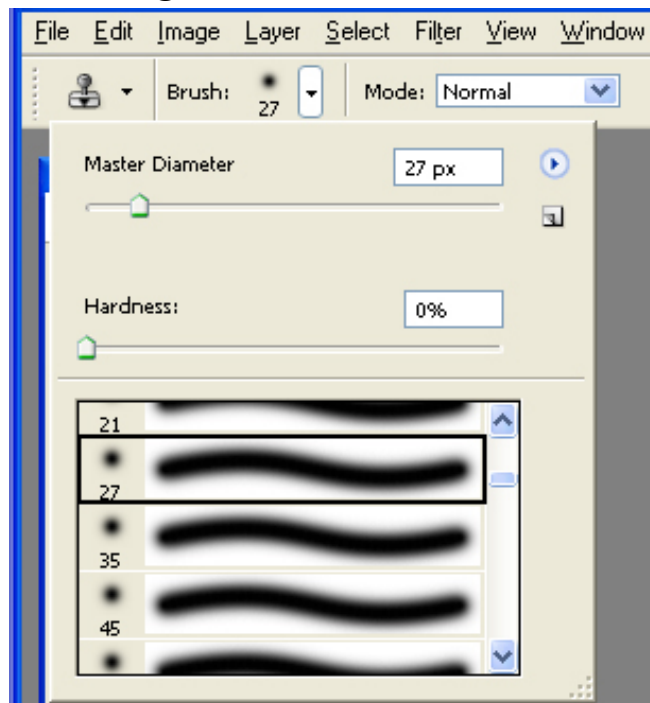 File Edit Image Layer Select Filter View Window
Brush: 27 Mode: Normal
Master Diameter 27 px
Hardness: 0%
21
27
35
45